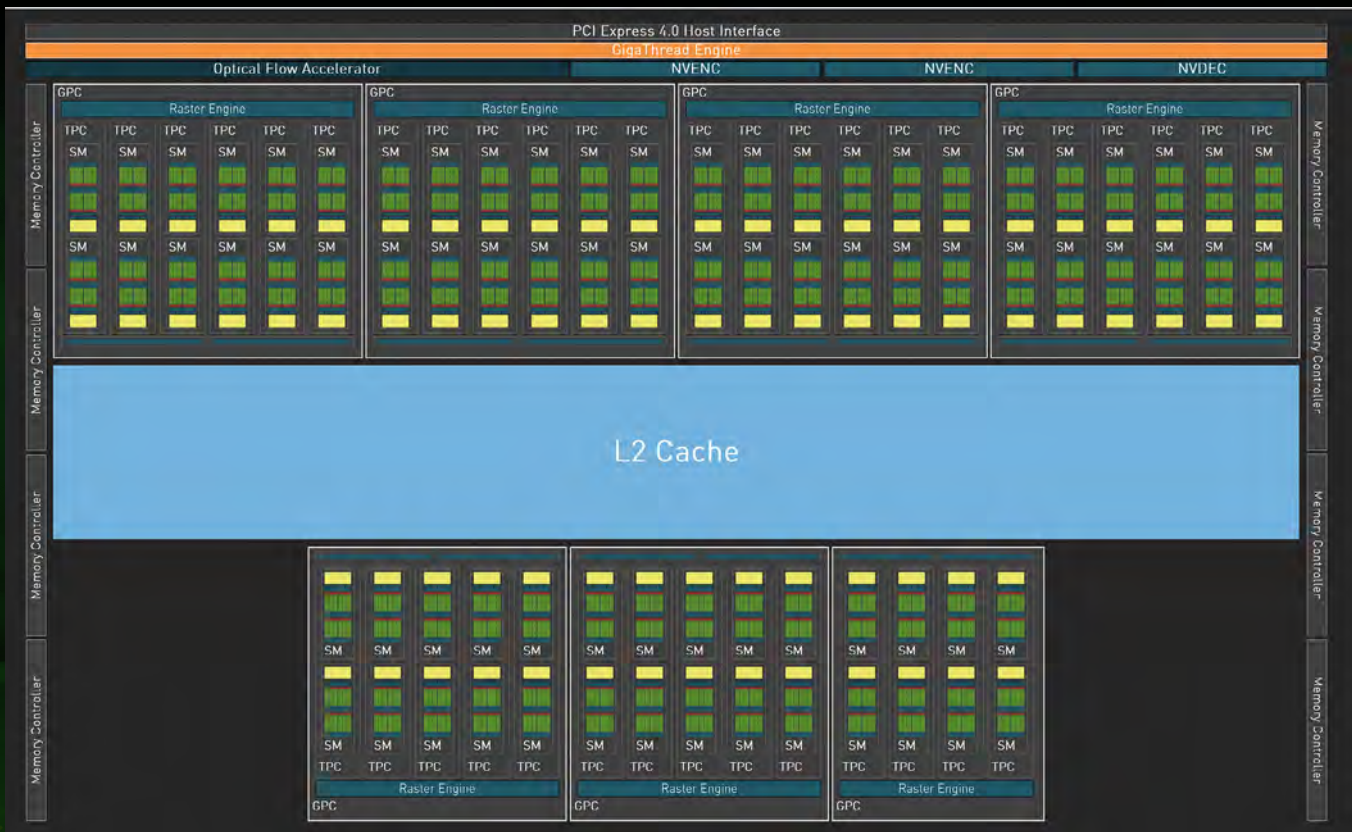 PCI Express 4.0 Host Interface
GigaThread Engine
Optical Flow Accelerator NVENC NVENC NVDEC
GPC GPC GPC GPC
Raster Engine Raster Engine Raster Engine Raster Engine
TPC TPC TPC TPC TPC TPC TPC TPC TPC TPC TPC TPC TPC TPC TPC TPC TPC TPC TPC TPC TPC TPC TPC TPC
SM SM SM SM SM SM SM SM SM SM SM SM SM SM SM SM SM SM SM SM SM SM SM SM
SM SM SM SM SM SM SM SM SM SM SM SM SM SM SM SM SM SM SM SM SM SM SM SM
Memory Controller
Memory Controller
Memory Controller
Memory Controller
Memory Controller
Memory Controller
Memory Controller
Memory Controller
L2 Cache
SM SM SM SM SM SM SM SM SM SM SM SM SM SM
SM SM SM SM SM SM SM SM SM SM SM SM SM SM
TPC TPC TPC TPC TPC TPC TPC TPC TPC TPC TPC TPC TPC TPC
Raster Engine Raster Engine Raster Engine
GPC GPC GPC